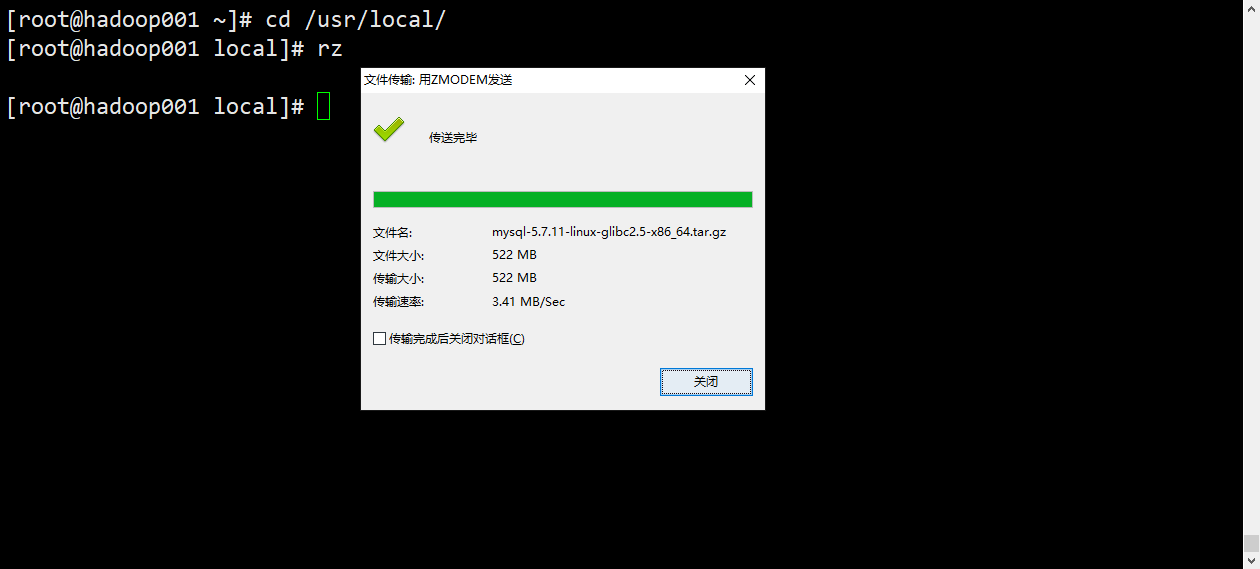 [root@hadoop001 ~]# cd /usr/local/
[root@hadoop001 local]# rz
文件传输: 用ZMODEM发送
[root@hadoop001 local]#
传送完毕
文件名: mysql-5.7.11-linux-glibc2.5-x86_64.tar.gz
文件大小: 522 MB
传输大小: 522 MB
传输速率: 3.41 MB/Sec
传输完成后关闭对话框(C)
关闭